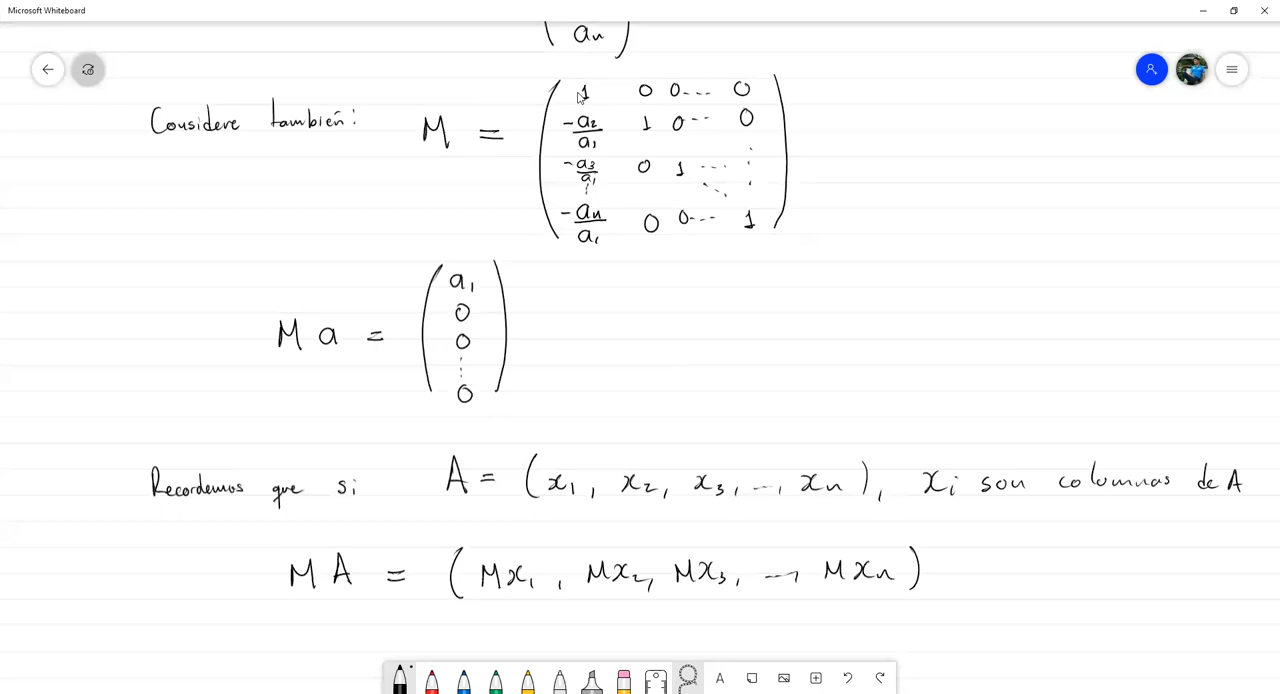 Microsoft Whiteboard
( an )
Considere también: M = ( 1 0 0 ... 0
-a2/a1 1 0 ... 0
-a3/a1 0 1 ... ⋮
⋮ ⋱
-an/a1 0 0 ... 1 )
Ma = ( a1
0
0
⋮
0 )
Recordemos que si A = (x1, x2, x3, ..., xn), xi son columnas de A
MA = (Mx1, Mx2, Mx3, ..., Mxn)
A